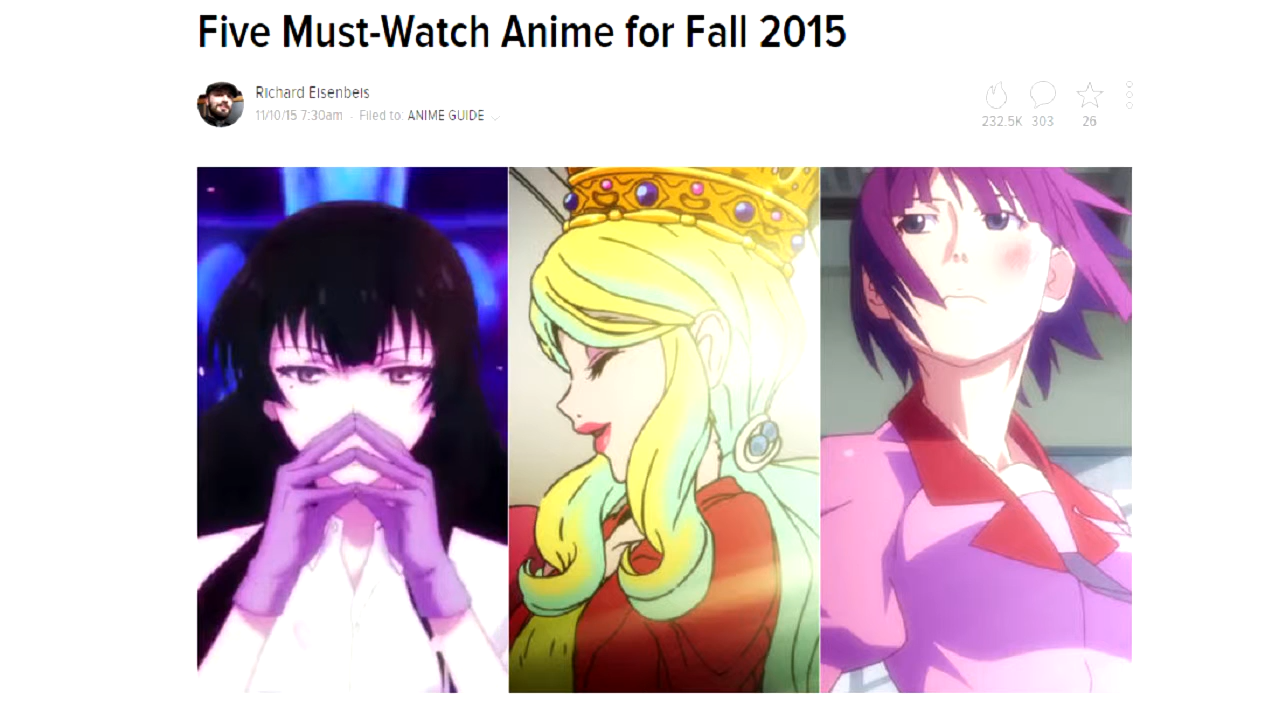 Five Must-Watch Anime for Fall 2015
Richard Eisenbeis
11/10/15 7:30am - Filed to: ANIME GUIDE
232.5K 303 26